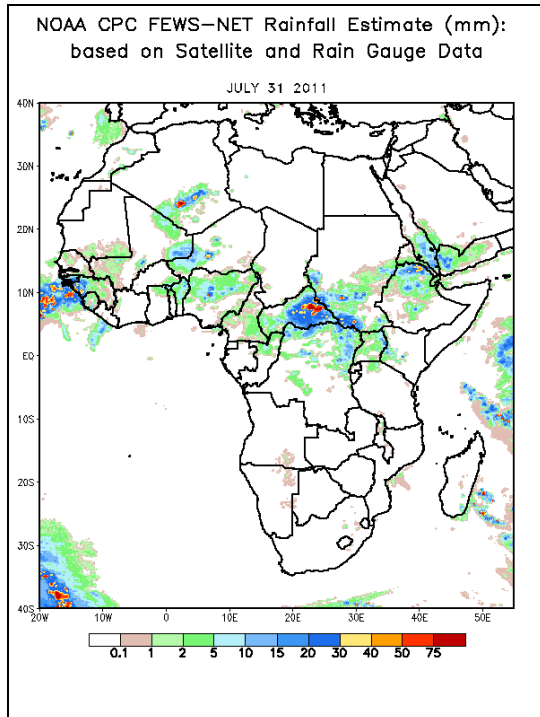 NOAA CPC FEWS-NET Rainfall Estimate (mm):
based on Satellite and Rain Gauge Data
JULY 31 2011
40N
30N
20N
10N
EQ
10S
20S
30S
40S
20W 10W 0 10E 20E 30E 40E 50E
0.1 1 2 5 10 15 20 30 40 50 75